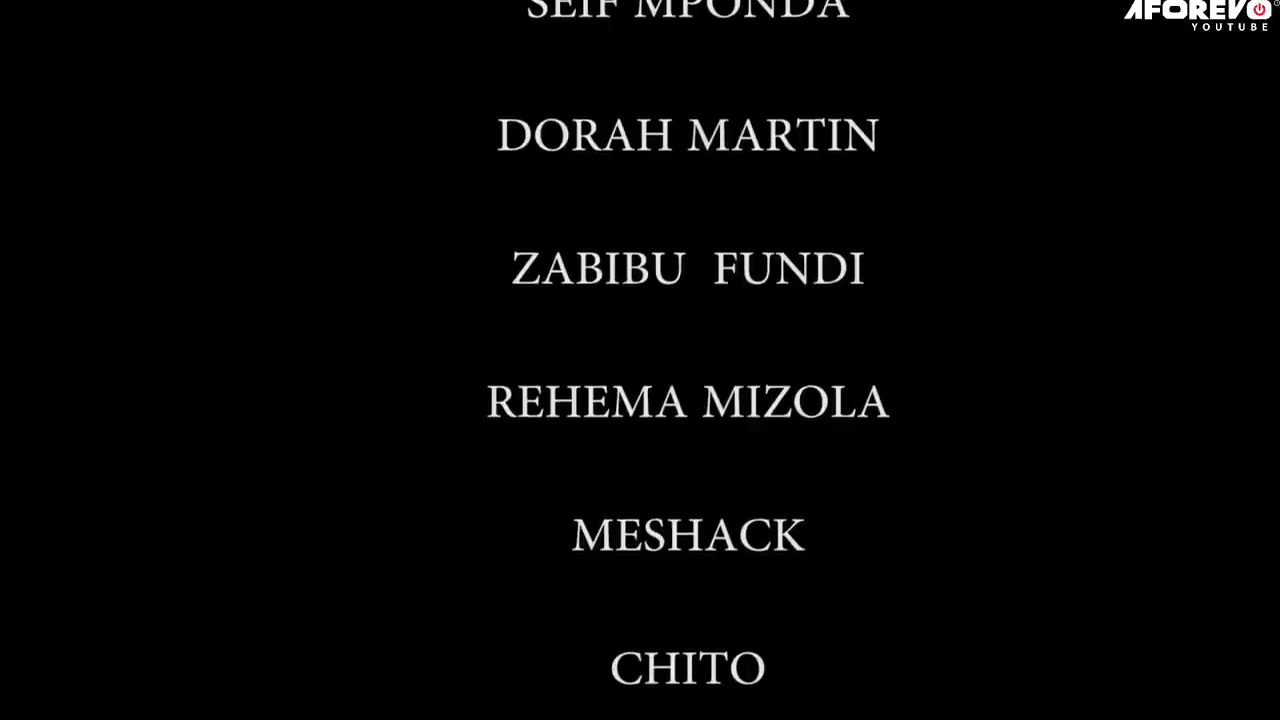 SEIF MPONDA
AFOREVO
YOUTUBE
DORAH MARTIN
ZABIBU FUNDI
REHEMA MIZOLA
MESHACK
CHITO